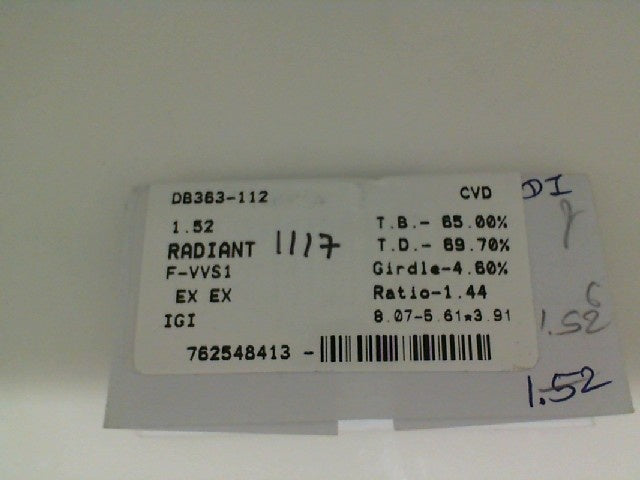 DB363-112 CVD
1.52 T.B.- 65.00%
RADIANT 1117 T.D.- 69.70%
F-VVS1 Girdle-4.60%
EX EX Ratio-1.44
IGI 8.07-5.61*3.91
762548413 -
DI
1.52
1.52